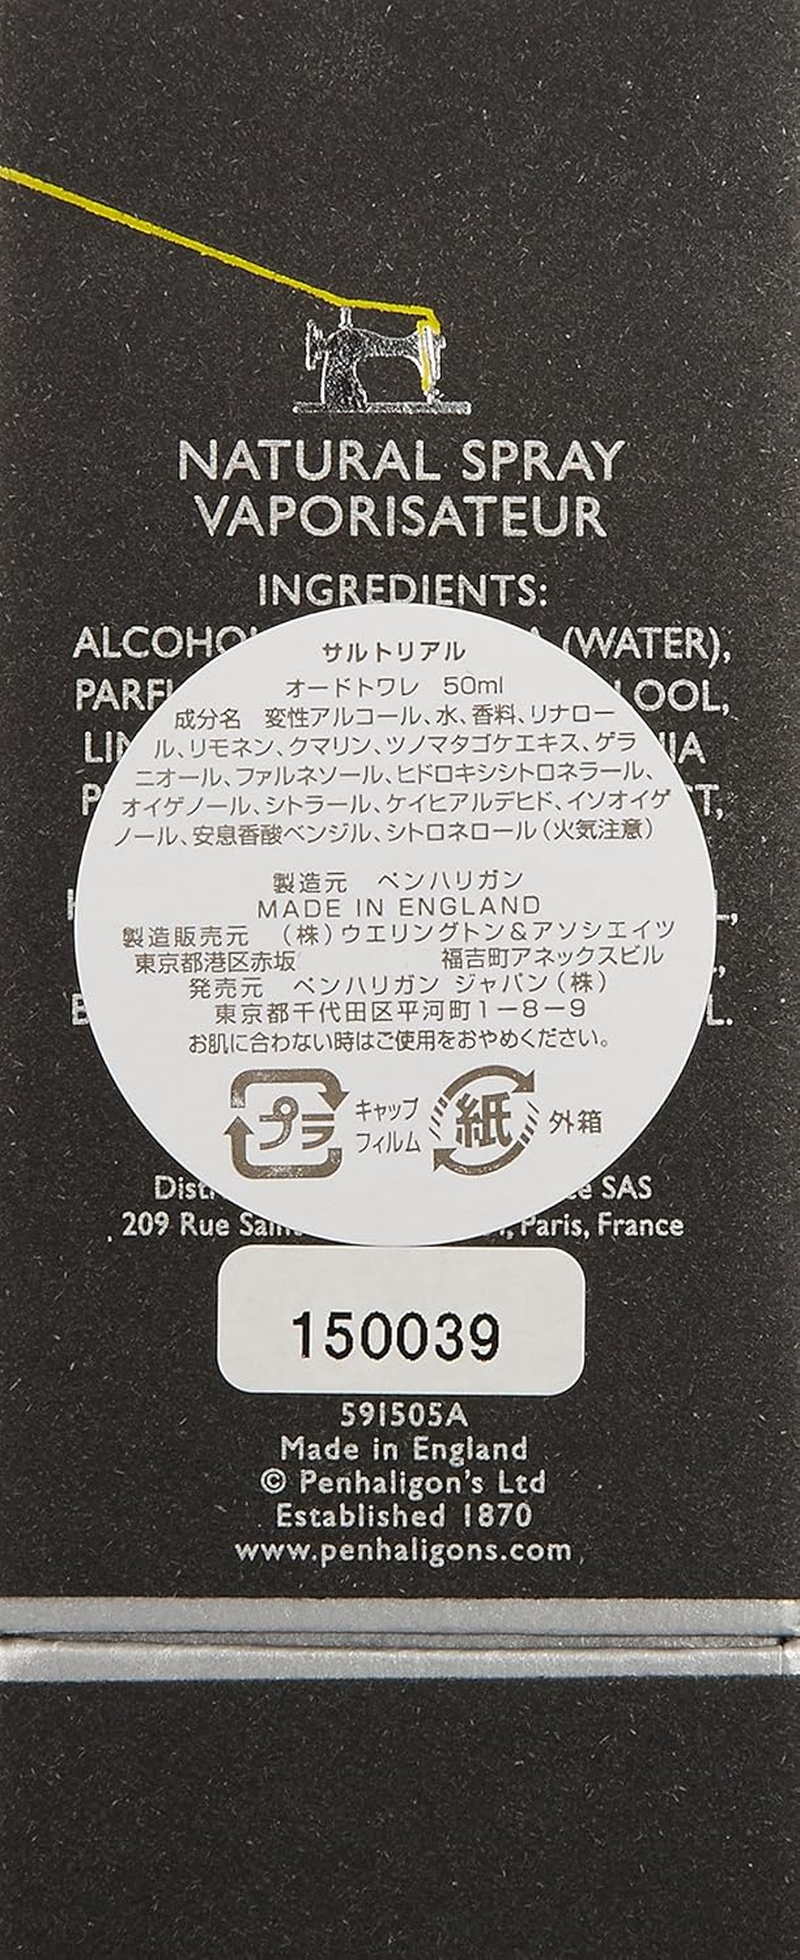 NATURAL SPRAY
VAPORISATEUR
INGREDIENTS:
(WATER),
サルトリアル
オードトワレ 50ml
成分名 変性アルコール、水、香料、リナロー
ル、リモネン、クマリン、ツノマタゴケエキス、ゲラ
ニオール、ファルネソール、ヒドロキシシトロネラール、
オイゲノール、シトラール、ケイヒアルデヒド、イソオイゲ
ノール、安息香酸ベンジル、シトロネロール（火気注意）
製造元 ペンハリガン
MADE IN ENGLAND
製造販売元 （株）ウエリングトン＆アソシエイツ
東京都港区赤坂 福吉町アネックスビル
発売元 ペンハリガン ジャパン（株）
東京都千代田区平河町1－8－9
お肌に合わない時はご使用をおやめください。
プラ キャップ 紙 外箱
フィルム
SAS
209 Rue Paris, France
150039
591505A
Made in England
© Penhaligon's Ltd
Established 1870
www.penhaligons.com